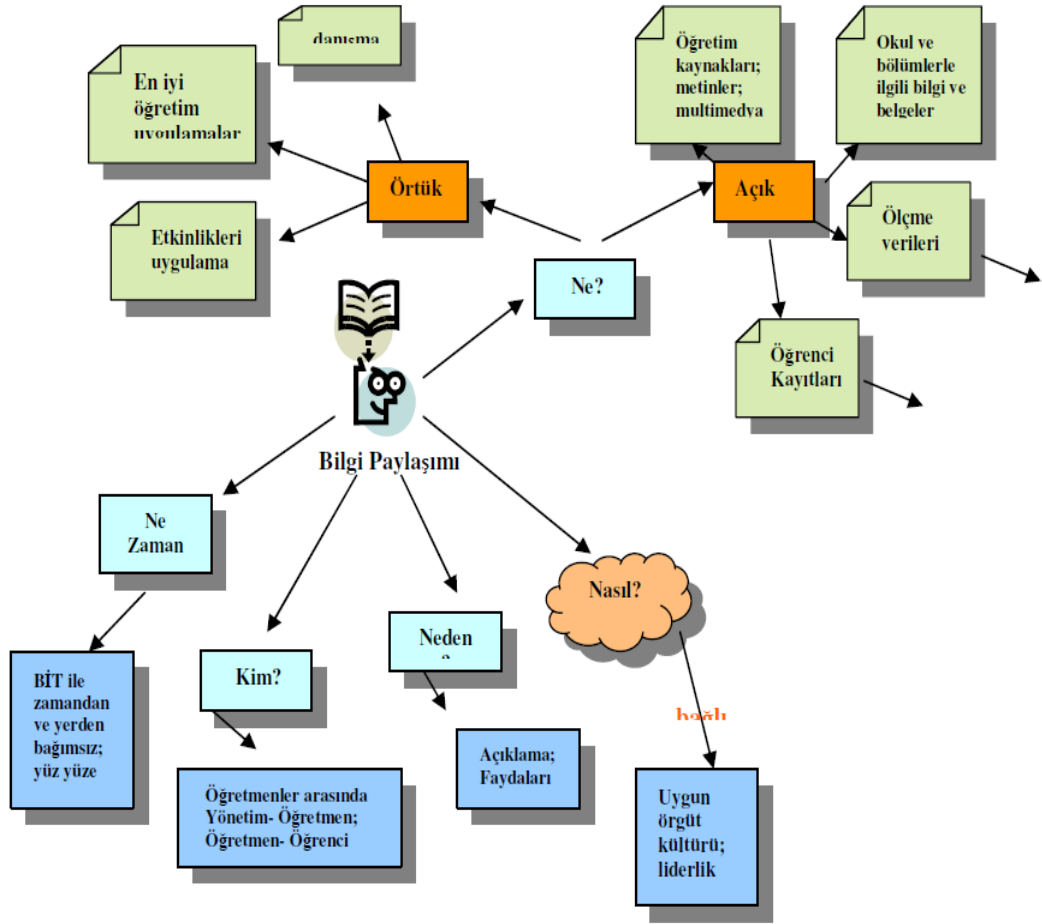 danışma
En iyi
öğretim
uygulamalar
Etkinlikleri
uygulama
Örtük
Öğretim
kaynakları;
metinler;
multimedya
Okul ve
bölümlerle
ilgili bilgi ve
belgeler
Açık
Ölçme
verileri
Öğrenci
Kayıtları
Ne?
Bilgi Paylaşımı
Ne
Zaman
BİT ile
zamandan
ve yerden
bağımsız;
yüz yüze
Kim?
Öğretmenler arasında
Yönetim- Öğretmen;
Öğretmen- Öğrenci
Neden
?
Açıklama;
Faydaları
Nasıl?
bağlı
Uygun
örgüt
kültürü;
liderlik